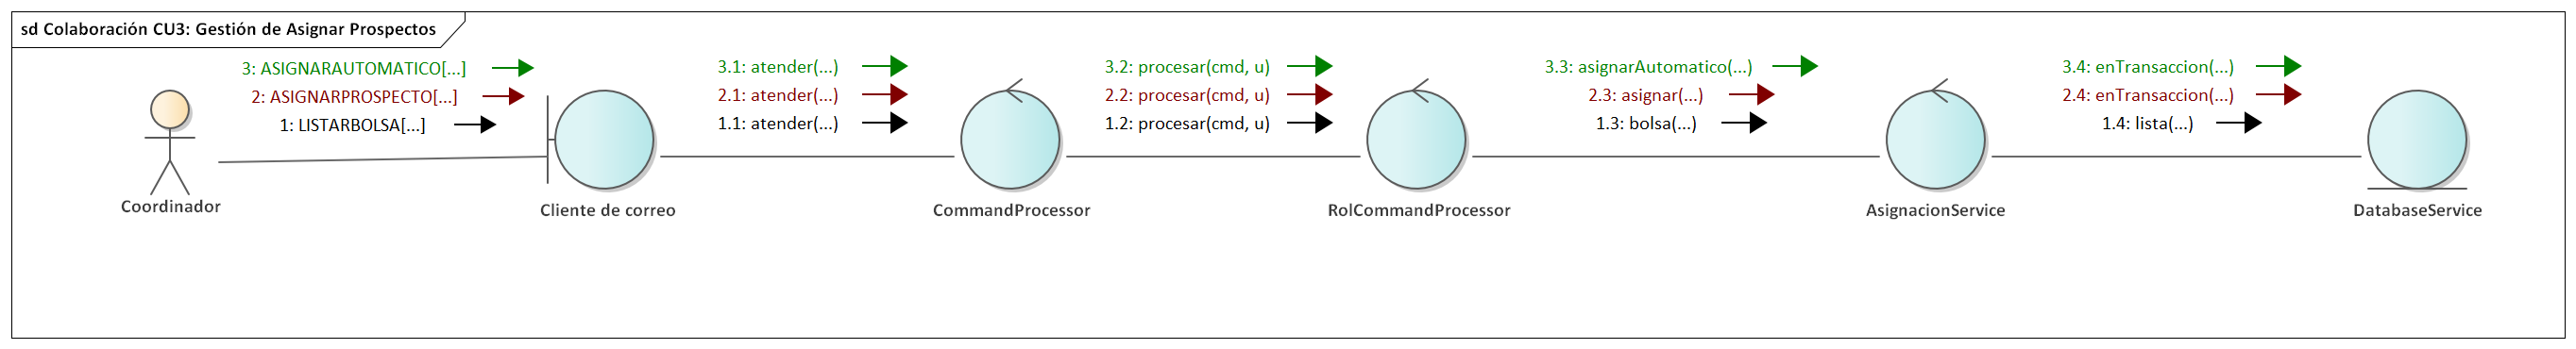 sd Colaboración CU3: Gestión de Asignar Prospectos
3: ASIGNARAUTOMATICO[...]
2: ASIGNARPROSPECTO[...]
1: LISTARBOLSA[...]
3.1: atender(...)
2.1: atender(...)
1.1: atender(...)
3.2: procesar(cmd, u)
2.2: procesar(cmd, u)
1.2: procesar(cmd, u)
3.3: asignarAutomatico(...)
2.3: asignar(...)
1.3: bolsa(...)
3.4: enTransaccion(...)
2.4: enTransaccion(...)
1.4: lista(...)
Coordinador
Cliente de correo
CommandProcessor
RolCommandProcessor
AsignacionService
DatabaseService